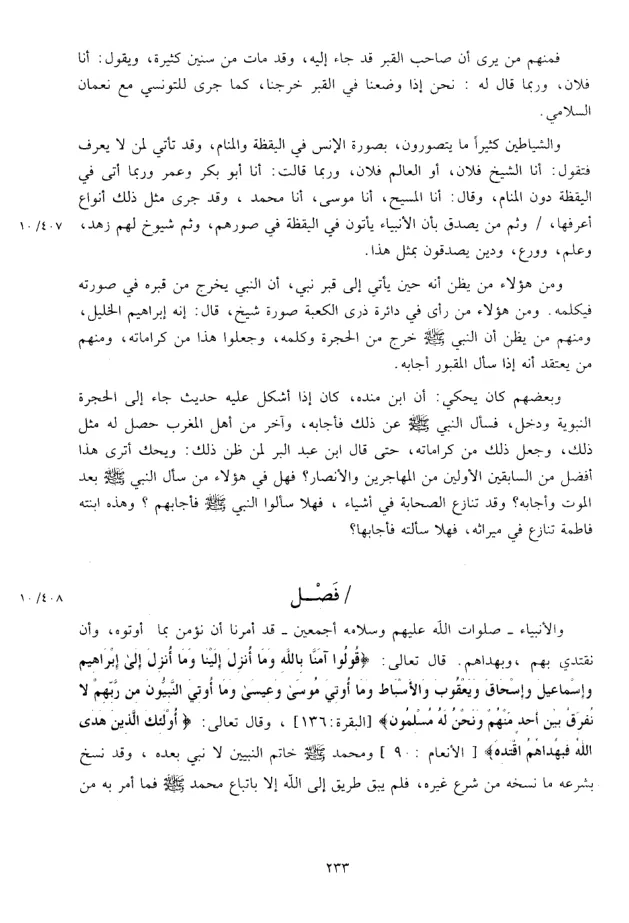 فمنهم من يرى أن صاحب القبر قد جاء إليه، وقد مات من سنين كثيرة، ويقول: أنا
فلان، وربما قال له : نحن إذا وضعنا في القبر خرجنا، كما جرى للتونسي مع نعمان
السلامي.
والشياطين كثيراً ما يتصورون، بصورة الإنس في اليقظة والمنام، وقد تأتي لمن لا يعرف
فتقول: أنا الشيخ فلان، أو العالم فلان، وربما قالت: أنا أبو بكر وعمر وربما أتى في
اليقظة دون المنام، وقال: أنا المسيح، أنا موسى، أنا محمد ، وقد جرى مثل ذلك أنواع
أعرفها، / وثم من يصدق بأن الأنبياء يأتون في اليقظة في صورهم، وثم شيوخ لهم زهد، ١٠/٤٠٧
وعلم، وورع، ودين يصدقون بمثل هذا.
ومن هؤلاء من يظن أنه حين يأتي إلى قبر نبي، أن النبي يخرج من قبره في صورته
فيكلمه. ومن هؤلاء من رأى في دائرة ذرى الكعبة صورة شيخ، قال: إنه إبراهيم الخليل،
ومنهم من يظن أن النبي ﷺ خرج من الحجرة وكلمه، وجعلوا هذا من كراماته، ومنهم
من يعتقد أنه إذا سأل المقبور أجابه.
وبعضهم كان يحكي: أن ابن منده، كان إذا أشكل عليه حديث جاء إلى الحجرة
النبوية ودخل، فسأل النبي ﷺ عن ذلك فأجابه، وآخر من أهل المغرب حصل له مثل
ذلك، وجعل ذلك من كراماته، حتى قال ابن عبد البر لمن ظن ذلك: ويحك أترى هذا
أفضل من السابقين الأولين من المهاجرين والأنصار؟ فهل في هؤلاء من سأل النبي ﷺ بعد
الموت وأجابه؟ وقد تنازع الصحابة في أشياء ، فهلا سألوا النبي ﷺ فأجابهم ؟ وهذه ابنته
فاطمة تنازع في ميراثه، فهلا سألته فأجابها؟
/ فَصْــل ١٠/٤٠٨
والأنبياء ـ صلوات الله عليهم وسلامه أجمعين ـ قد أمرنا أن نؤمن بما أوتوه، وأن
نقتدي بهم ،وبهداهم. قال تعالى: ﴿قُولُوا آمَنَّا بِاللَّهِ وَمَا أُنزِلَ إِلَيْنَا وَمَا أُنزِلَ إِلَىٰ إِبْرَاهِيمَ
وَإِسْمَاعِيلَ وَإِسْحَاقَ وَيَعْقُوبَ وَالأَسْبَاطِ وَمَا أُوتِيَ مُوسَىٰ وَعِيسَىٰ وَمَا أُوتِيَ النَّبِيُّونَ مِن رَّبِّهِمْ لا
نُفَرِّقُ بَيْنَ أَحَدٍ مِّنْهُمْ وَنَحْنُ لَهُ مُسْلِمُونَ﴾ [البقرة:١٣٦] ، وقال تعالى: ﴿ أُوْلَئِكَ الَّذِينَ هَدَى
اللَّهُ فَبِهُدَاهُمُ اقْتَدِهْ﴾ [ الأنعام : ٩٠ ] ومحمد ﷺ خاتم النبيين لا نبي بعده ، وقد نسخ
بشرعه ما نسخه من شرع غيره، فلم يبق طريق إلى الله إلا باتباع محمد ﷺ فما أمر به من
٢٣٣